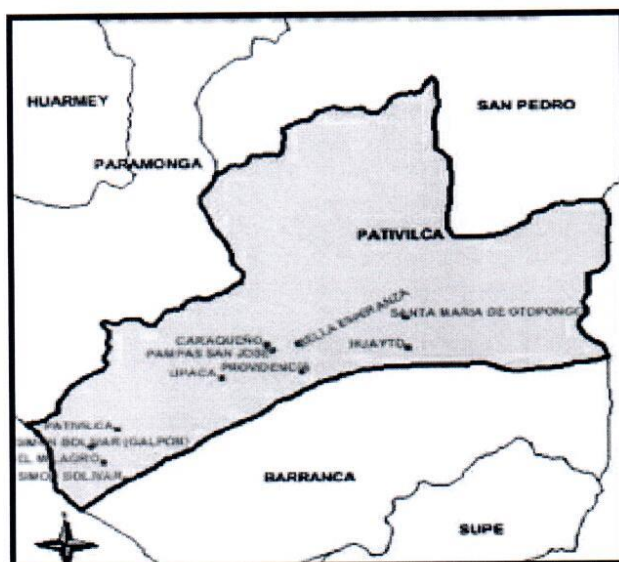 HUARMEY
SAN PEDRO
PARAMONGA
PATIVILCA
BELLA ESPERANZA
SANTA MARIA DE OTOPONGO
CARAQUEÑO
PAMPAS SAN JOSE
HUAYTO
PROVIDENCIA
UPACA
PATIVILCA
SIMON BOLIVAR (GALPON)
EL MILAGRO
SIMON BOLIVAR
BARRANCA
SUPE